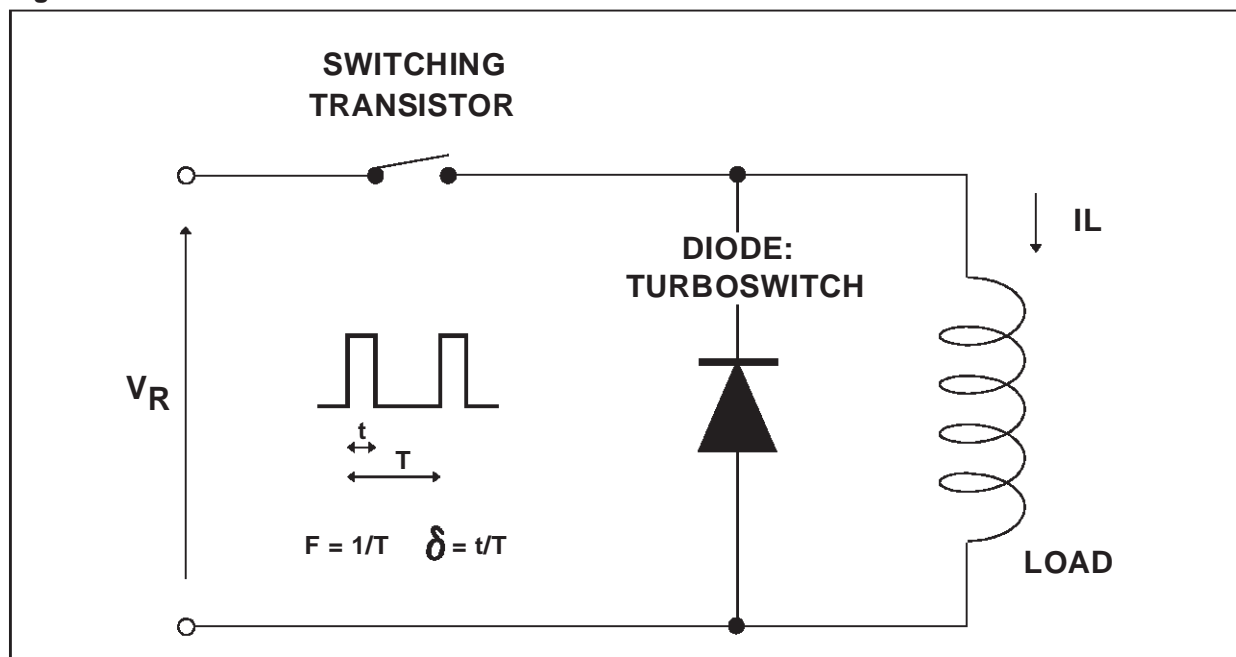 SWITCHING
TRANSISTOR
IL
DIODE:
TURBOSWITCH
VR
t
T
F = 1/T δ = t/T
LOAD